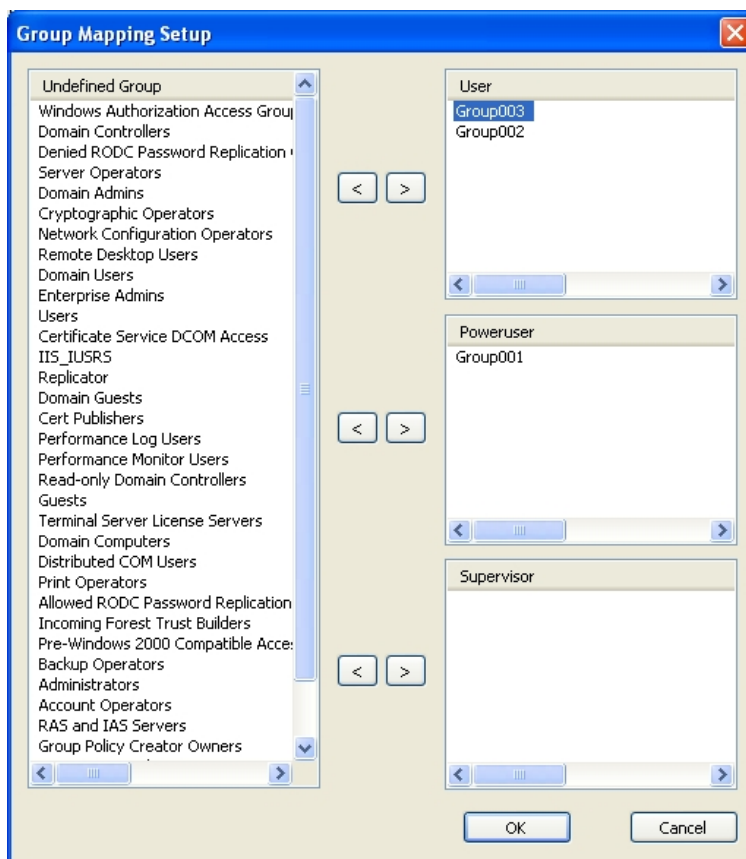 Group Mapping Setup
Undefined Group
Windows Authorization Access Grou
Domain Controllers
Denied RODC Password Replication
Server Operators
Domain Admins
Cryptographic Operators
Network Configuration Operators
Remote Desktop Users
Domain Users
Enterprise Admins
Users
Certificate Service DCOM Access
IIS_IUSRS
Replicator
Domain Guests
Cert Publishers
Performance Log Users
Performance Monitor Users
Read-only Domain Controllers
Guests
Terminal Server License Servers
Domain Computers
Distributed COM Users
Print Operators
Allowed RODC Password Replication
Incoming Forest Trust Builders
Pre-Windows 2000 Compatible Acce
Backup Operators
Administrators
Account Operators
RAS and IAS Servers
Group Policy Creator Owners
< >
< >
< >
User
Group003
Group002
Poweruser
Group001
Supervisor
OK Cancel